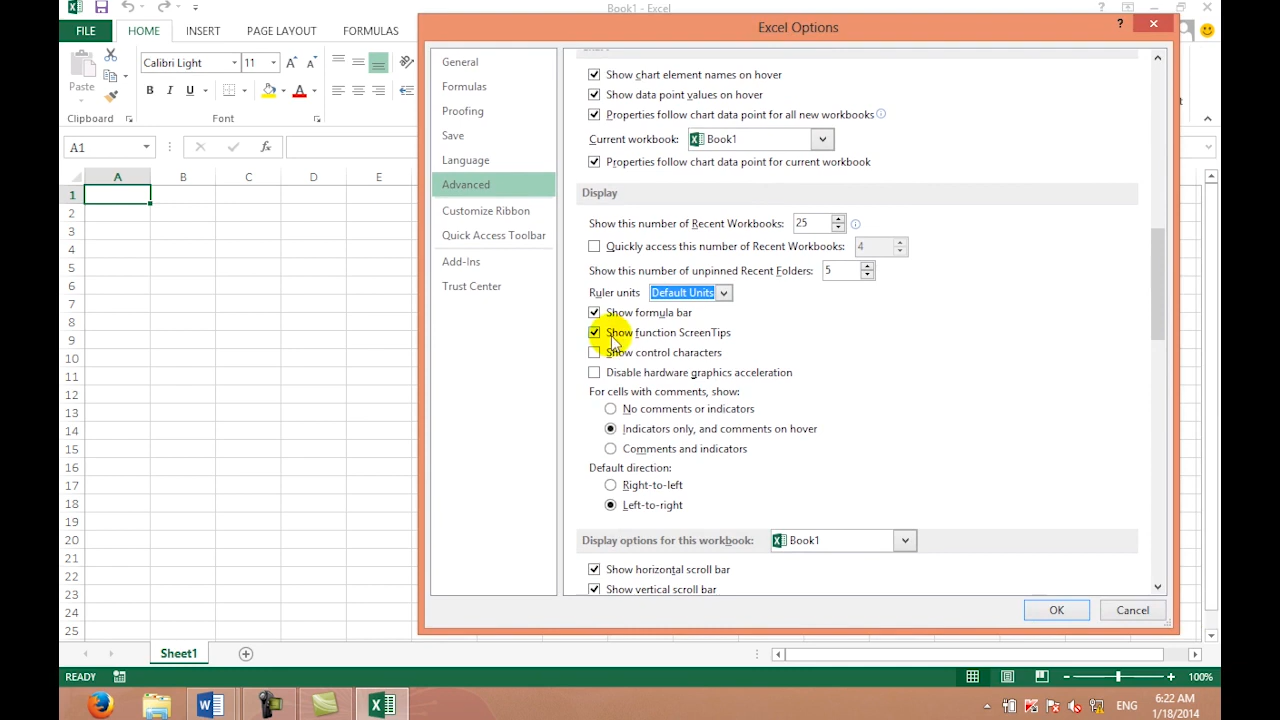 Book1 - Excel
?
FILE HOME INSERT PAGE LAYOUT FORMULAS
Excel Options
?
Calibri Light 11
Paste
B I U
Clipboard Font
A1
fx
A B C D E
1
2
3
4
5
6
7
8
9
10
11
12
13
14
15
16
17
18
19
20
21
22
23
24
25
General
Formulas
Proofing
Save
Language
Advanced
Customize Ribbon
Quick Access Toolbar
Add-Ins
Trust Center
Show chart element names on hover
Show data point values on hover
Properties follow chart data point for all new workbooks
Current workbook: Book1
Properties follow chart data point for current workbook
Display
Show this number of Recent Workbooks: 25
Quickly access this number of Recent Workbooks: 4
Show this number of unpinned Recent Folders: 5
Ruler units Default Units
Show formula bar
Show function ScreenTips
Show control characters
Disable hardware graphics acceleration
For cells with comments, show:
No comments or indicators
Indicators only, and comments on hover
Comments and indicators
Default direction:
Right-to-left
Left-to-right
Display options for this workbook: Book1
Show horizontal scroll bar
Show vertical scroll bar
OK Cancel
Sheet1
READY 100%
ENG 6:22 AM
1/18/2014